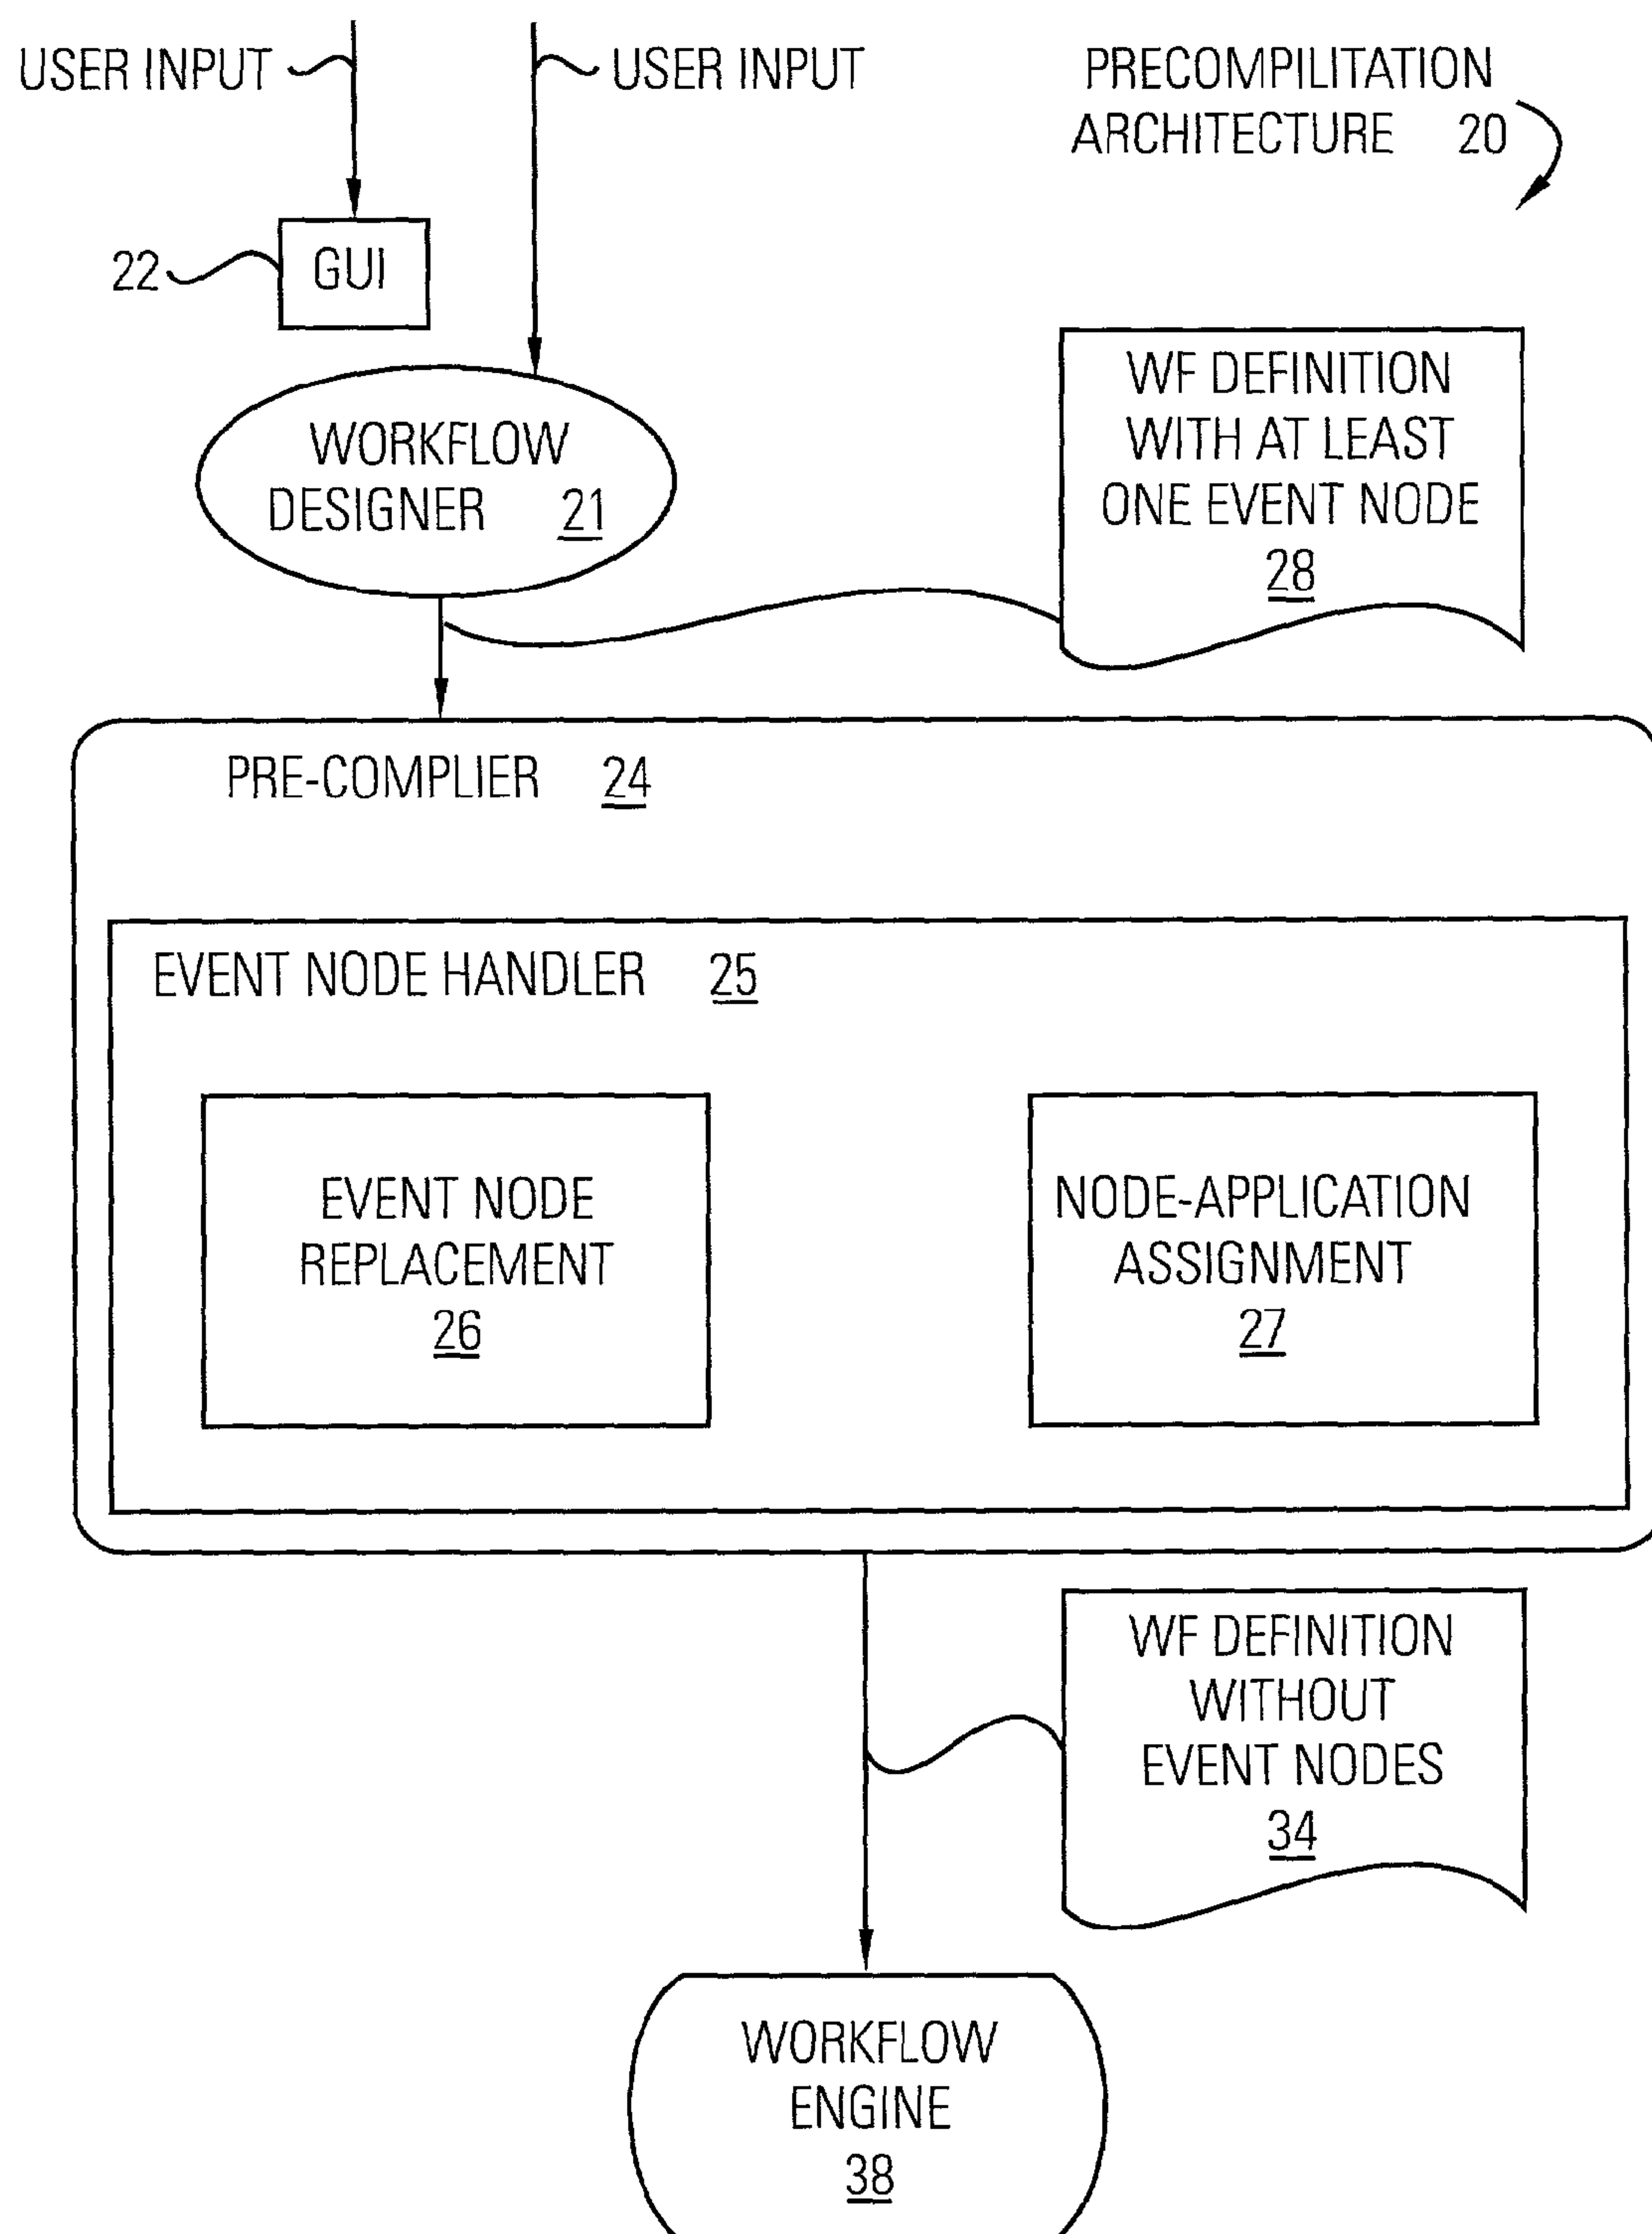 USER INPUT
USER INPUT
PRECOMPILITATION
ARCHITECTURE 20
22
GUI
WORKFLOW
DESIGNER 21
WF DEFINITION
WITH AT LEAST
ONE EVENT NODE
28
PRE-COMPLIER 24
EVENT NODE HANDLER 25
EVENT NODE
REPLACEMENT
26
NODE-APPLICATION
ASSIGNMENT
27
WF DEFINITION
WITHOUT
EVENT NODES
34
WORKFLOW
ENGINE
38